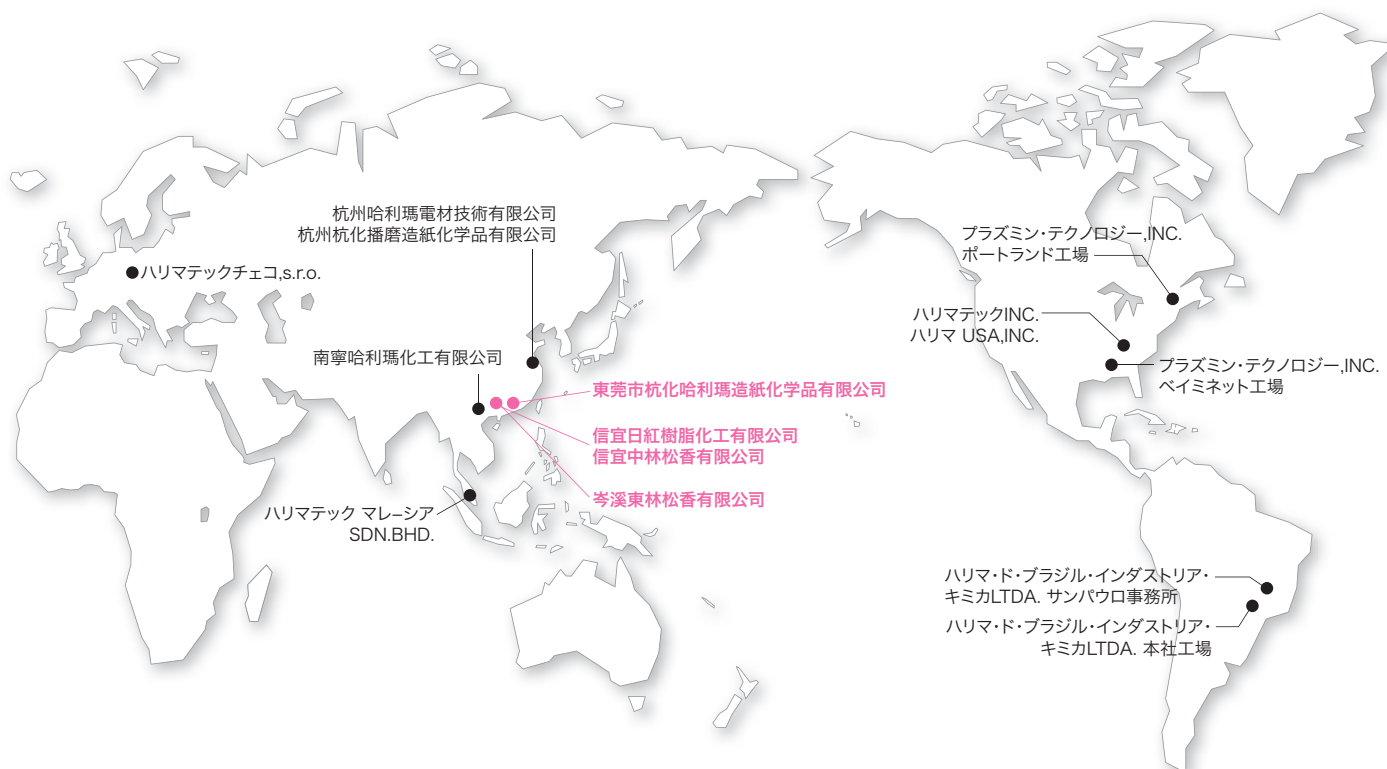 杭州哈利瑪電材技術有限公司
杭州杭化播磨造紙化学品有限公司
ハリマテックチェコ,s.r.o.
南寧哈利瑪化工有限公司
東莞市杭化哈利瑪造紙化学品有限公司
信宜日紅樹脂化工有限公司
信宜中林松香有限公司
岑溪東林松香有限公司
ハリマテック マレーシア
SDN.BHD.
プラズミン・テクノロジー,INC.
ポートランド工場
ハリマテックINC.
ハリマ USA,INC.
プラズミン・テクノロジー,INC.
ベイミネット工場
ハリマ・ド・ブラジル・インダストリア・
キミカLTDA. サンパウロ事務所
ハリマ・ド・ブラジル・インダストリア・
キミカLTDA. 本社工場